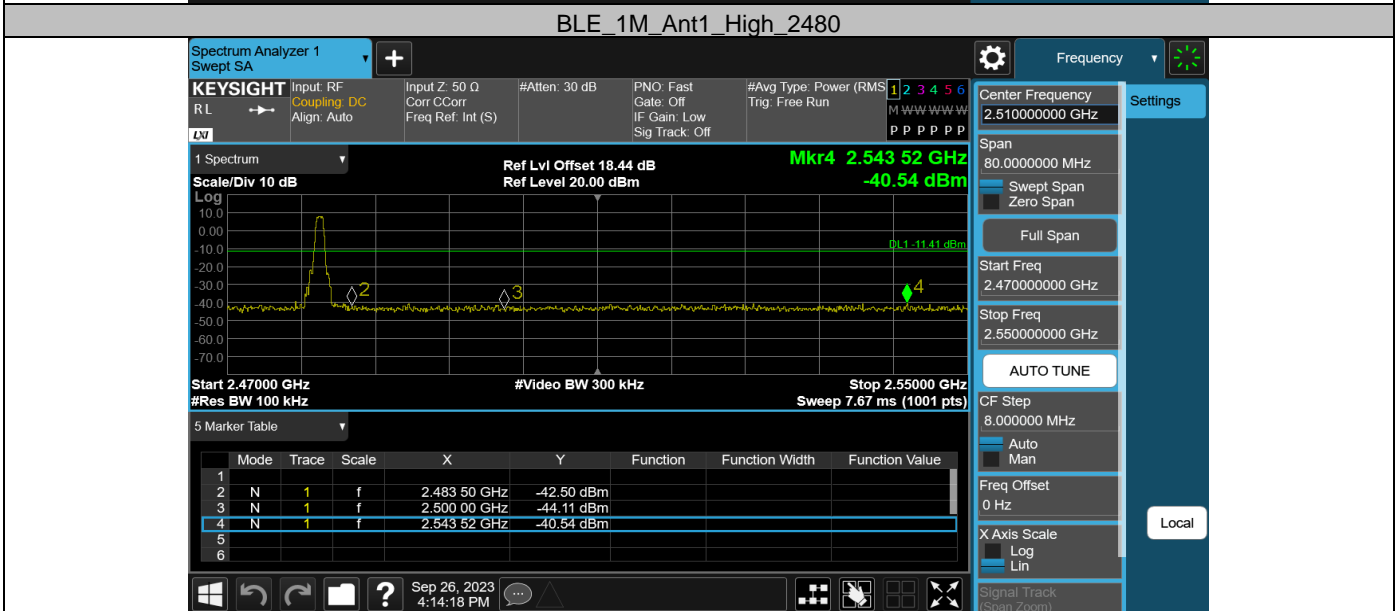 BLE_1M_Ant1_High_2480
Spectrum Analyzer 1
Swept SA
+
Frequency
KEYSIGHT
RL
LXI
Input: RF
Coupling: DC
Align: Auto
Input Z: 50 Ω
Corr CCorr
Freq Ref: Int (S)
#Atten: 30 dB
PNO: Fast
Gate: Off
IF Gain: Low
Sig Track: Off
#Avg Type: Power (RMS
Trig: Free Run
1 2 3 4 5 6
M W W W W W
P P P P P P
1 Spectrum
Scale/Div 10 dB
Ref Lvl Offset 18.44 dB
Ref Level 20.00 dBm
Mkr4 2.543 52 GHz
-40.54 dBm
Log
10.0
0.00
-10.0
-20.0
-30.0
-40.0
-50.0
-60.0
-70.0
DL1 -11.41 dBm
2
3
4
Start 2.47000 GHz
#Video BW 300 kHz
Stop 2.55000 GHz
#Res BW 100 kHz
Sweep 7.67 ms (1001 pts)
5 Marker Table
Mode Trace Scale X Y Function Function Width Function Value
1
2 N 1 f 2.483 50 GHz -42.50 dBm
3 N 1 f 2.500 00 GHz -44.11 dBm
4 N 1 f 2.543 52 GHz -40.54 dBm
5
6
?
Sep 26, 2023
4:14:18 PM
Center Frequency
2.510000000 GHz
Settings
Span
80.0000000 MHz
Swept Span
Zero Span
Full Span
Start Freq
2.470000000 GHz
Stop Freq
2.550000000 GHz
AUTO TUNE
CF Step
8.000000 MHz
Auto
Man
Freq Offset
0 Hz
Local
X Axis Scale
Log
Lin
Signal Track
(Span Zoom)